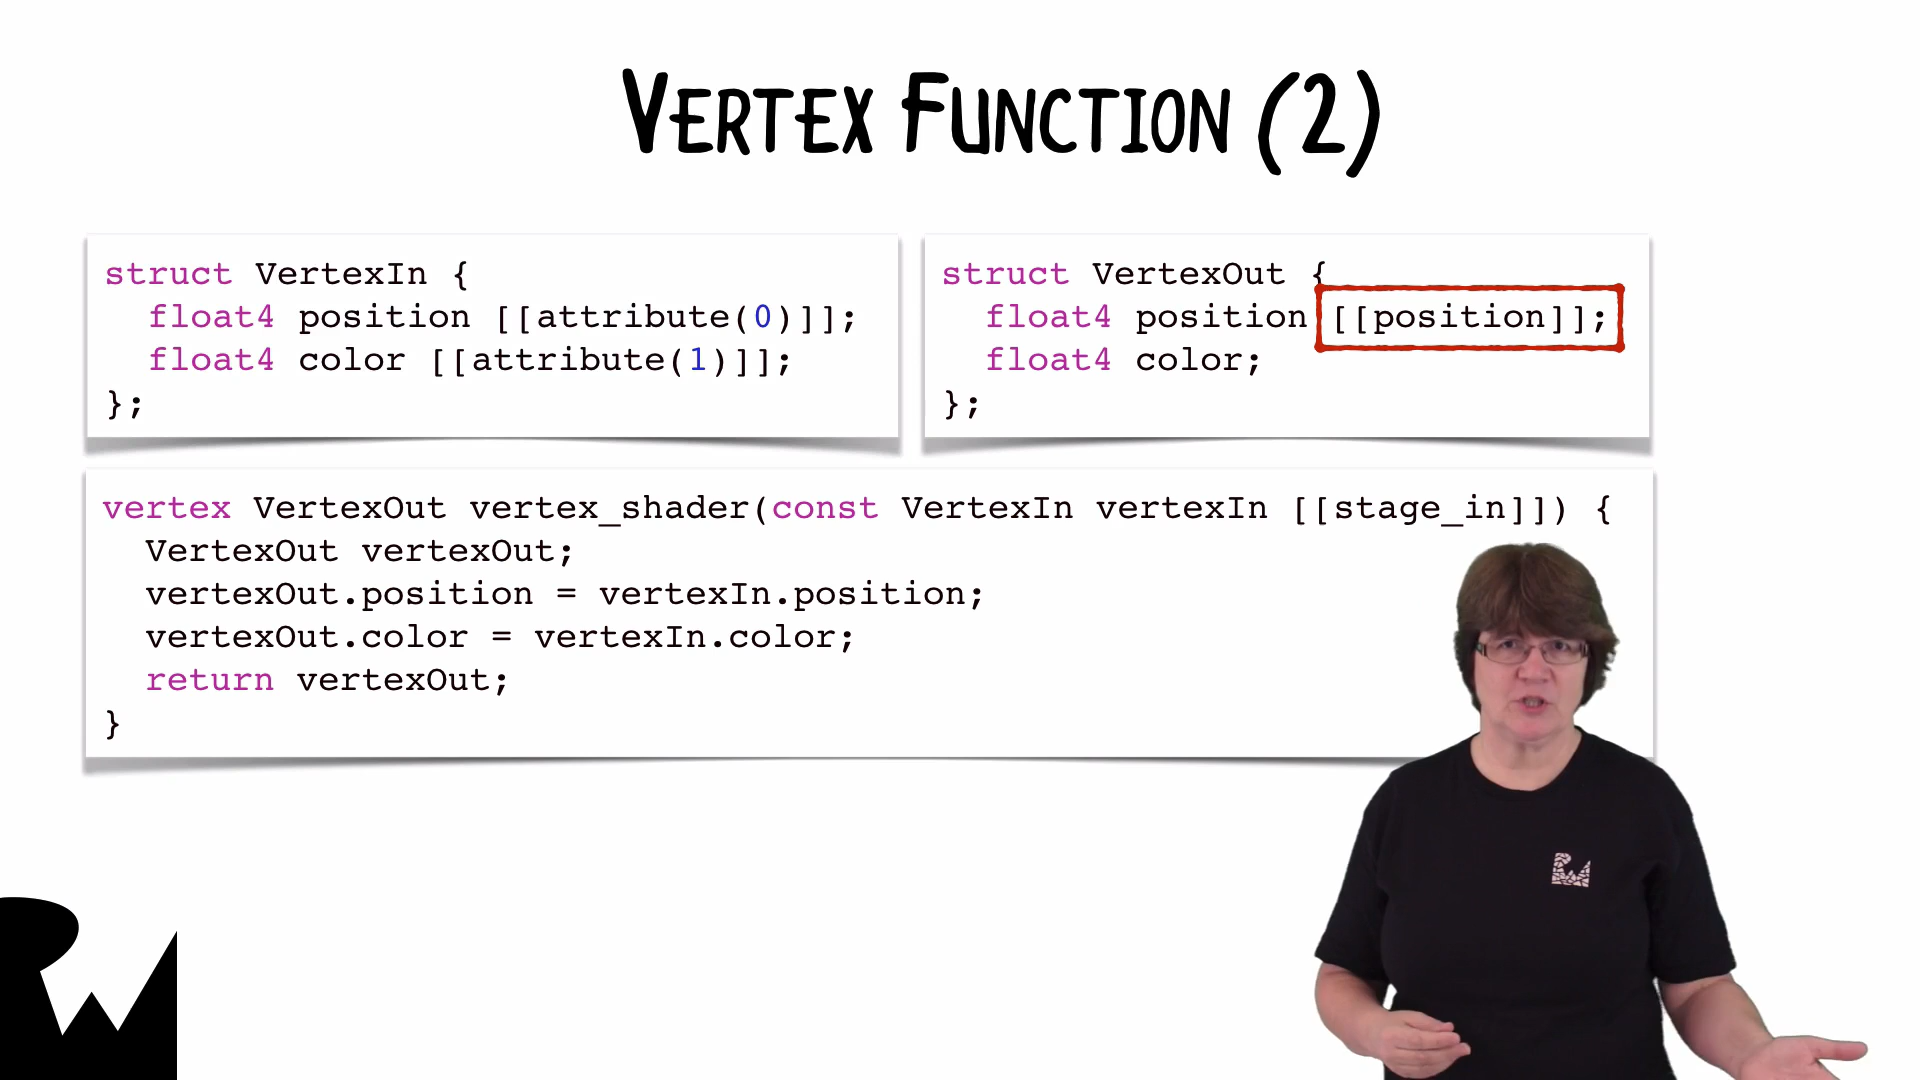 VERTEX FUNCTION (2)
struct VertexIn {
  float4 position [[attribute(0)]];
  float4 color [[attribute(1)]];
};
struct VertexOut {
  float4 position [[position]];
  float4 color;
};
vertex VertexOut vertex_shader(const VertexIn vertexIn [[stage_in]]) {
  VertexOut vertexOut;
  vertexOut.position = vertexIn.position;
  vertexOut.color = vertexIn.color;
  return vertexOut;
}